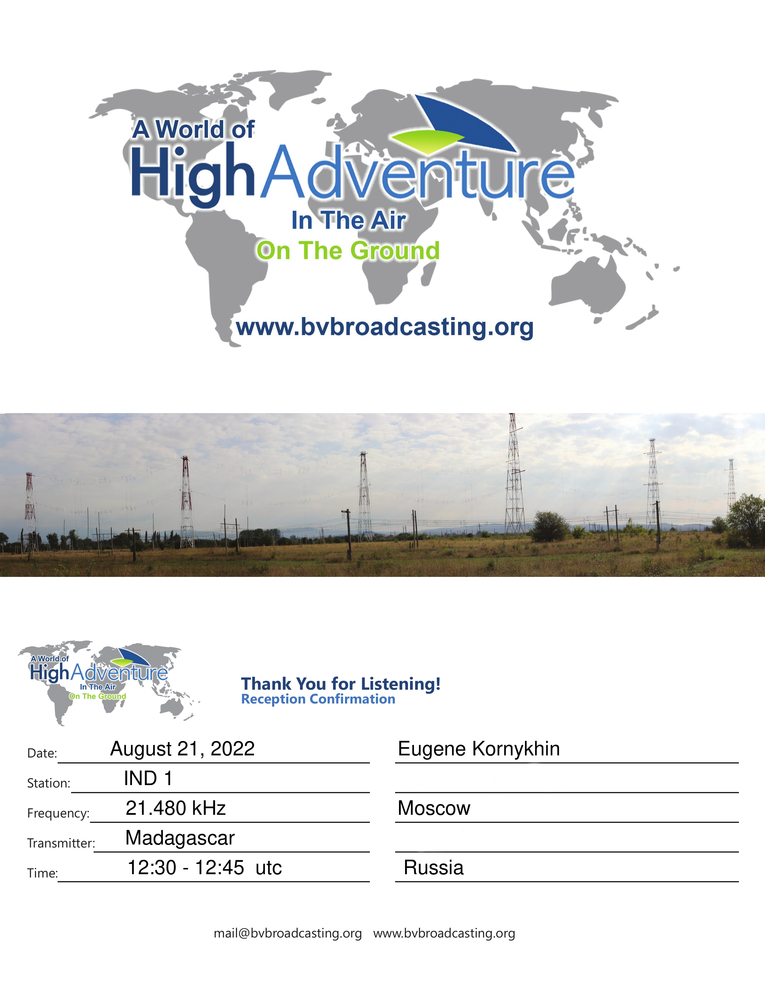 A World of
HighAdventure
In The Air
On The Ground
www.bvbroadcasting.org
A World of
HighAdventure
In The Air
On The Ground
Thank You for Listening!
Reception Confirmation
Date: August 21, 2022
Eugene Kornykhin
Station: IND 1
Frequency: 21.480 kHz
Moscow
Transmitter: Madagascar
Time: 12:30 - 12:45 utc
Russia
mail@bvbroadcasting.org www.bvbroadcasting.org